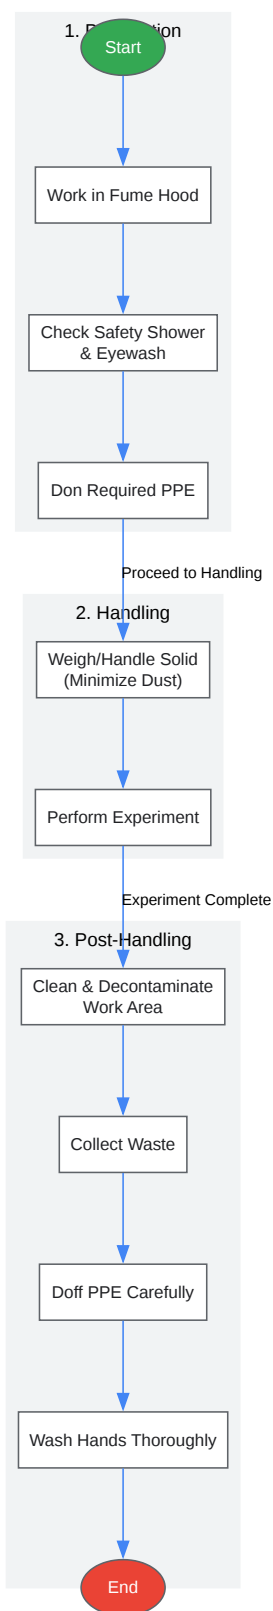 1. P
tion
Start
Work in Fume Hood
Check Safety Shower
& Eyewash
Don Required PPE
Proceed to Handling
2. Handling
Weigh/Handle Solid
(Minimize Dust)
Perform Experiment
Experiment Complete
3. Post-Handling
Clean & Decontaminate
Work Area
Collect Waste
Doff PPE Carefully
Wash Hands Thoroughly
End